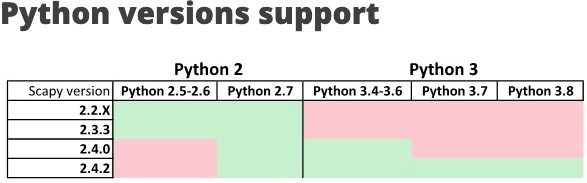 Python versions support
Python 2 Python 3
Scapy version Python 2.5-2.6 Python 2.7 Python 3.4-3.6 Python 3.7 Python 3.8
2.2.X
2.3.3
2.4.0
2.4.2